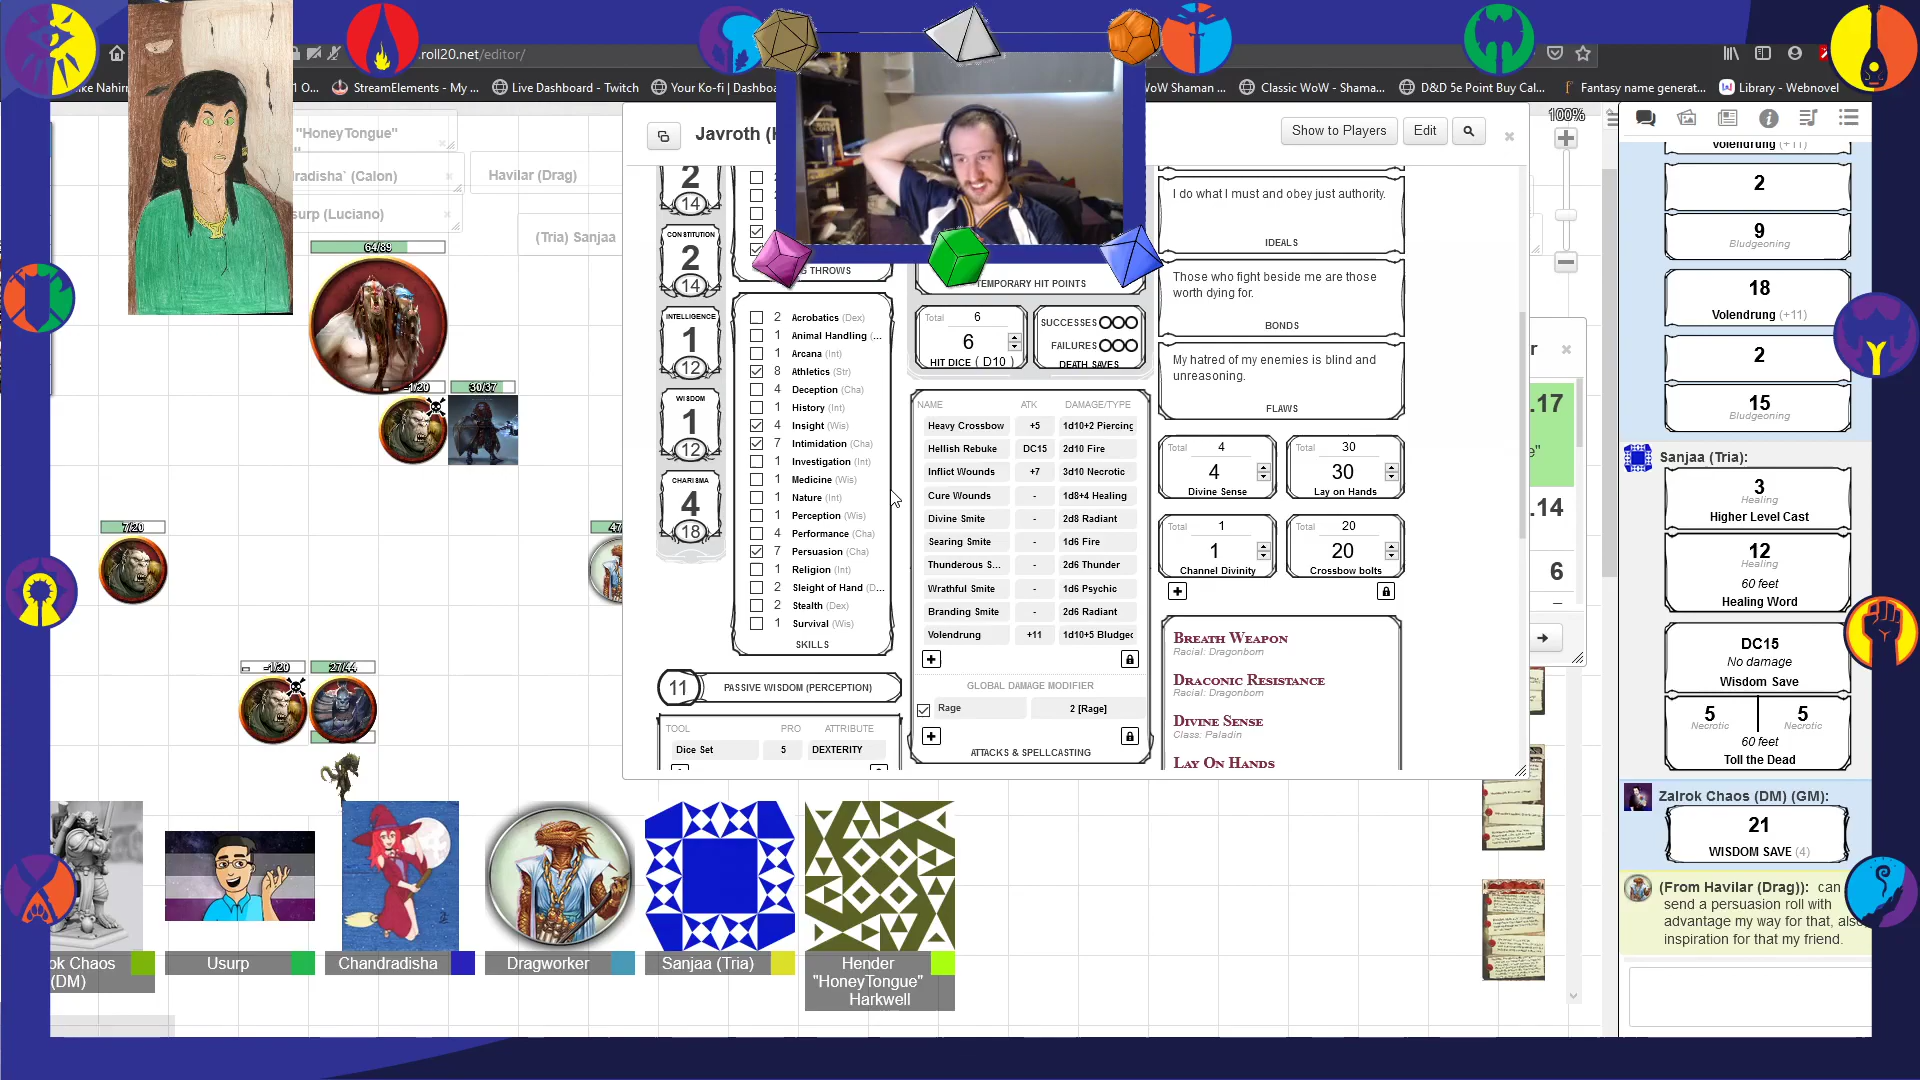 .roll20.net/editor/
ike Nahirn
1 O...
StreamElements - My ...
Live Dashboard - Twitch
Your Ko-fi | Dashboa
WoW Shaman ...
Classic WoW - Shama...
D&D 5e Point Buy Cal...
Fantasy name generat...
Library - Webnovel
"HoneyTongue"
radisha` (Calon)
Havilar (Drag)
surp (Luciano)
(Tria) Sanjaa
64/89
-1/20
30/37
7/20
47
-1/20
27/44
Javroth (
Show to Players
Edit
100%
2
14
CONSTITUTION
2
14
INTELLIGENCE
1
12
WISDOM
1
12
CHARISMA
4
18
G THROWS
2 Acrobatics (Dex)
1 Animal Handling (...
1 Arcana (Int)
8 Athletics (Str)
4 Deception (Cha)
1 History (Int)
4 Insight (Wis)
7 Intimidation (Cha)
1 Investigation (Int)
1 Medicine (Wis)
1 Nature (Int)
1 Perception (Wis)
4 Performance (Cha)
7 Persuasion (Cha)
1 Religion (Int)
2 Sleight of Hand (D...
2 Stealth (Dex)
1 Survival (Wis)
SKILLS
11 PASSIVE WISDOM (PERCEPTION)
TOOL PRO ATTRIBUTE
Dice Set 5 DEXTERITY
TEMPORARY HIT POINTS
Total 6
6
HIT DICE ( D10 )
SUCCESSES
FAILURES
DEATH SAVES
NAME ATK DAMAGE/TYPE
Heavy Crossbow +5 1d10+2 Piercing
Hellish Rebuke DC15 2d10 Fire
Inflict Wounds +7 3d10 Necrotic
Cure Wounds - 1d8+4 Healing
Divine Smite - 2d8 Radiant
Searing Smite - 1d6 Fire
Thunderous S... - 2d6 Thunder
Wrathful Smite - 1d6 Psychic
Branding Smite - 2d6 Radiant
Volendrung +11 1d10+5 Bludgeo
GLOBAL DAMAGE MODIFIER
Rage 2 [Rage]
ATTACKS & SPELLCASTING
I do what I must and obey just authority.
IDEALS
Those who fight beside me are those
worth dying for.
BONDS
My hatred of my enemies is blind and
unreasoning.
FLAWS
Total 4
4
Divine Sense
Total 30
30
Lay on Hands
Total 1
1
Channel Divinity
Total 20
20
Crossbow bolts
BREATH WEAPON
Racial: Dragonborn
DRACONIC RESISTANCE
Racial: Dragonborn
DIVINE SENSE
Class: Paladin
LAY ON HANDS
r
.17
e"
.14
6
Volendrung (+11)
2
9
Bludgeoning
18
Volendrung (+11)
2
15
Bludgeoning
Sanjaa (Tria):
3
Healing
Higher Level Cast
12
Healing
60 feet
Healing Word
DC15
No damage
Wisdom Save
5 5
Necrotic Necrotic
60 feet
Toll the Dead
Zalrok Chaos (DM) (GM):
21
WISDOM SAVE (4)
(From Havilar (Drag)): can
send a persuasion roll with
advantage my way for that, also
inspiration for that my friend.
ok Chaos
(DM)
Usurp
Chandradisha
Dragworker
Sanjaa (Tria)
Hender
"HoneyTongue"
Harkwell